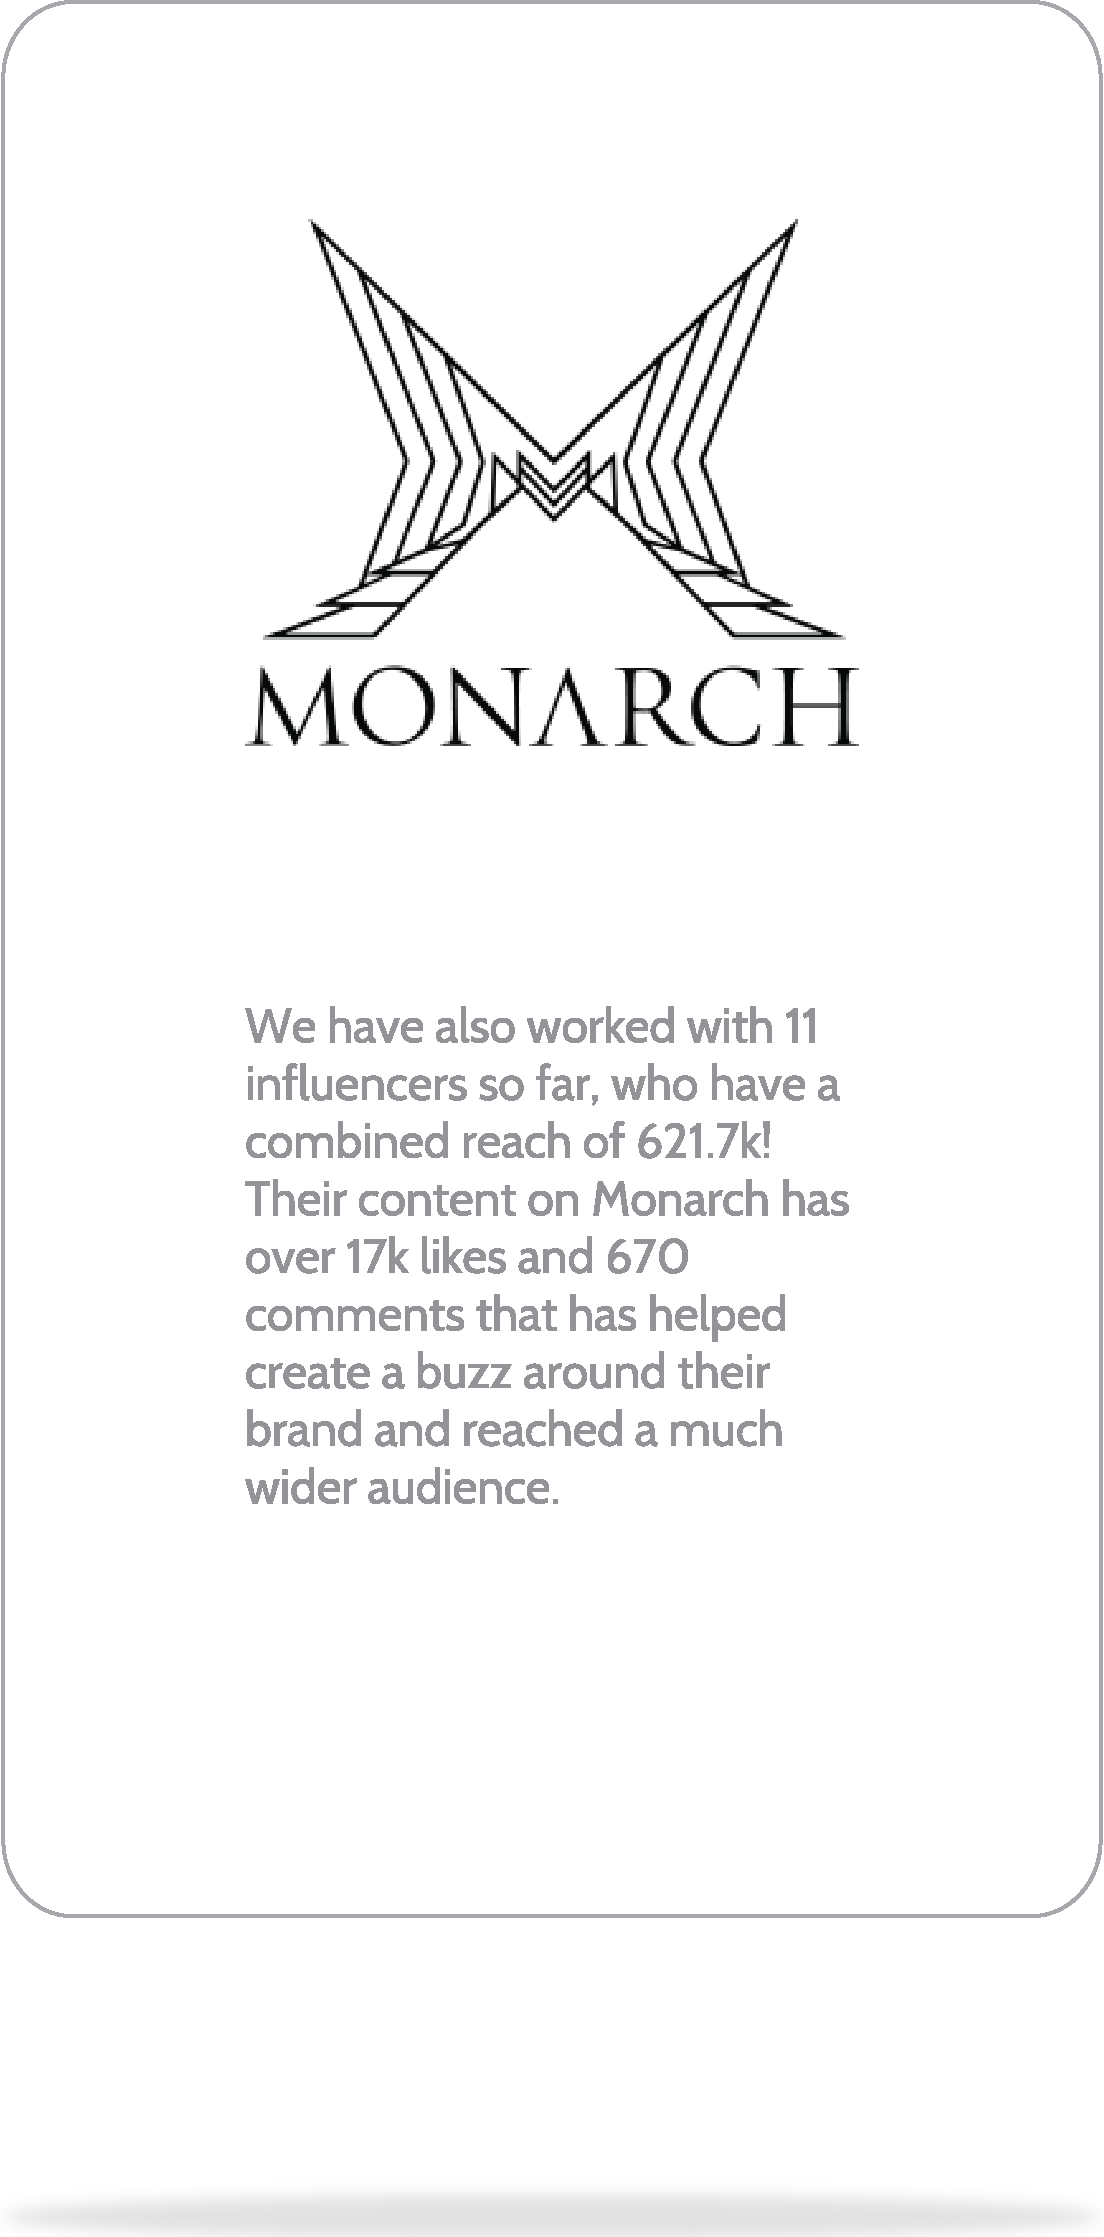 MONARCH
We have also worked with 11
influencers so far, who have a
combined reach of 621.7k!
Their content on Monarch has
over 17k likes and 670
comments that has helped
create a buzz around their
brand and reached a much
wider audience.